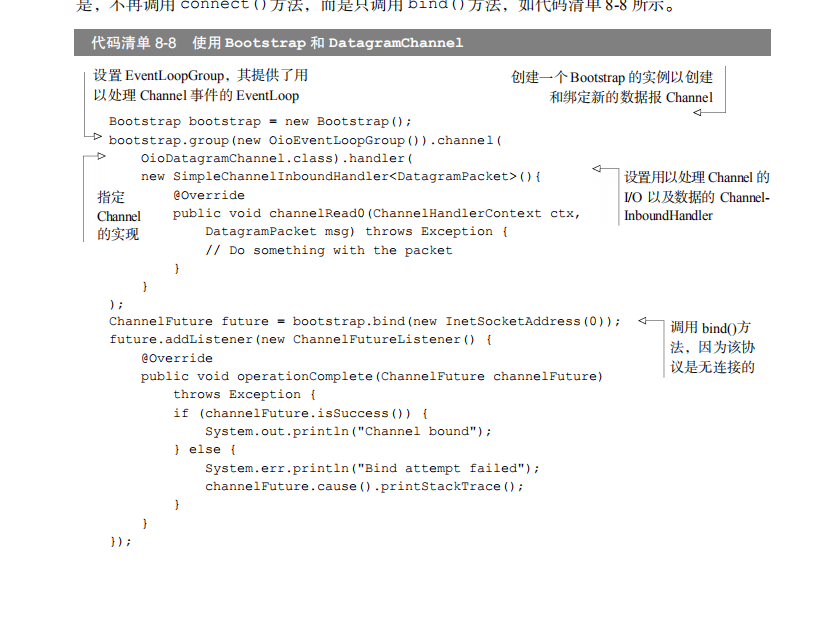 是，不再调用 connect()方法，而是只调用 bind()方法，如代码清单 8-8 所示。
代码清单 8-8 使用 Bootstrap 和 DatagramChannel
设置 EventLoopGroup，其提供了用
以处理 Channel 事件的 EventLoop
创建一个 Bootstrap 的实例以创建
和绑定新的数据报 Channel
Bootstrap bootstrap = new Bootstrap();
bootstrap.group(new OioEventLoopGroup()).channel(
OioDatagramChannel.class).handler(
new SimpleChannelInboundHandler<DatagramPacket>(){
@Override
public void channelRead0(ChannelHandlerContext ctx,
DatagramPacket msg) throws Exception {
// Do something with the packet
}
}
);
指定
Channel
的实现
设置用以处理 Channel 的
I/O 以及数据的 Channel-
InboundHandler
ChannelFuture future = bootstrap.bind(new InetSocketAddress(0));
future.addListener(new ChannelFutureListener() {
@Override
public void operationComplete(ChannelFuture channelFuture)
throws Exception {
if (channelFuture.isSuccess()) {
System.out.println("Channel bound");
} else {
System.err.println("Bind attempt failed");
channelFuture.cause().printStackTrace();
}
}
});
调用 bind()方
法，因为该协
议是无连接的